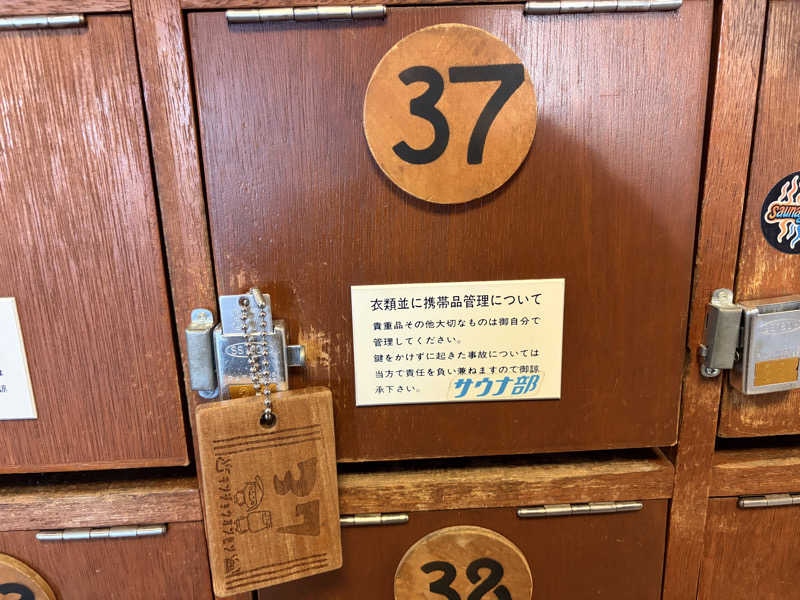 37
衣類並に携帯品管理について
貴重品その他大切なものは御自分で
管理してください。
鍵をかけずに起きた事故については
当方で責任を負い兼ねますので御諒
承下さい。
サウナ部
37
38
Sauna